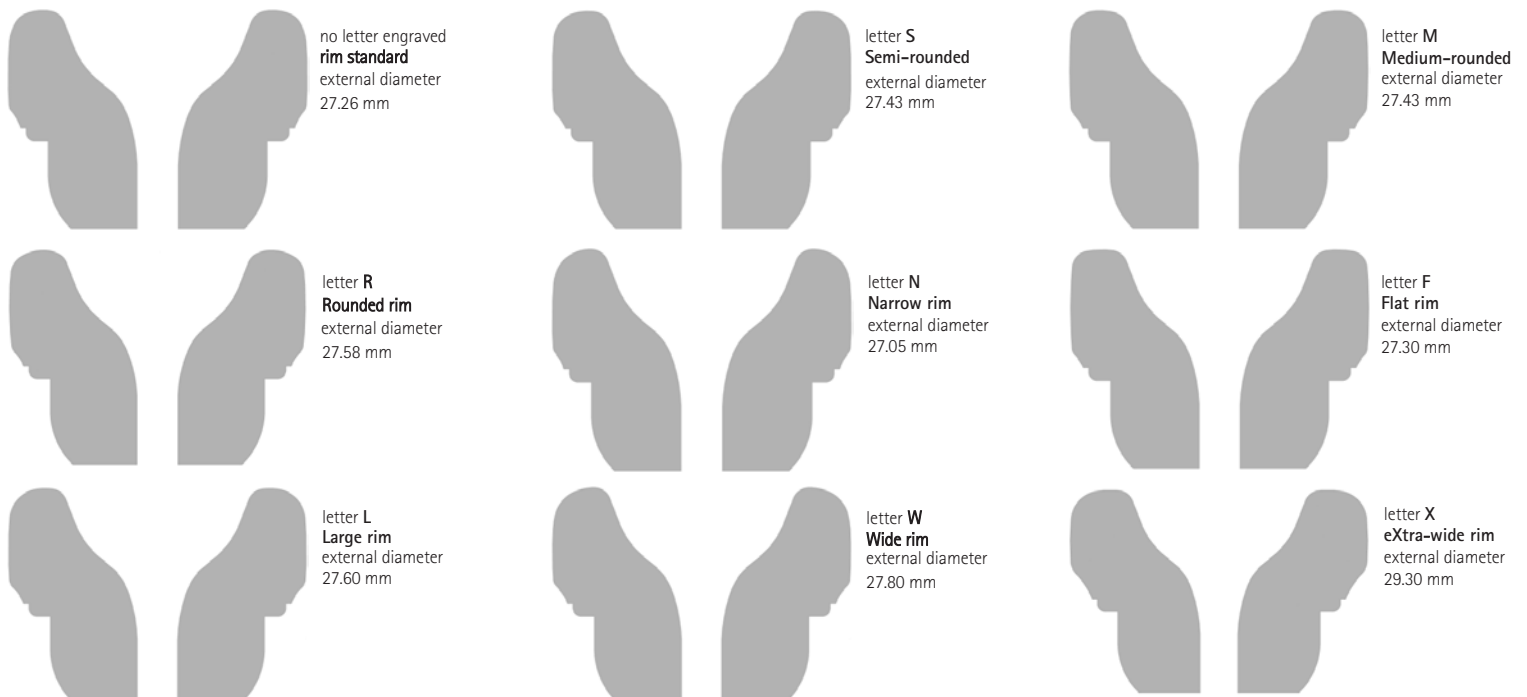 no letter engraved
rim standard
external diameter
27.26 mm
letter S
Semi-rounded
external diameter
27.43 mm
letter M
Medium-rounded
external diameter
27.43 mm
letter R
Rounded rim
external diameter
27.58 mm
letter N
Narrow rim
external diameter
27.05 mm
letter F
Flat rim
external diameter
27.30 mm
letter L
Large rim
external diameter
27.60 mm
letter W
Wide rim
external diameter
27.80 mm
letter X
eXtra-wide rim
external diameter
29.30 mm